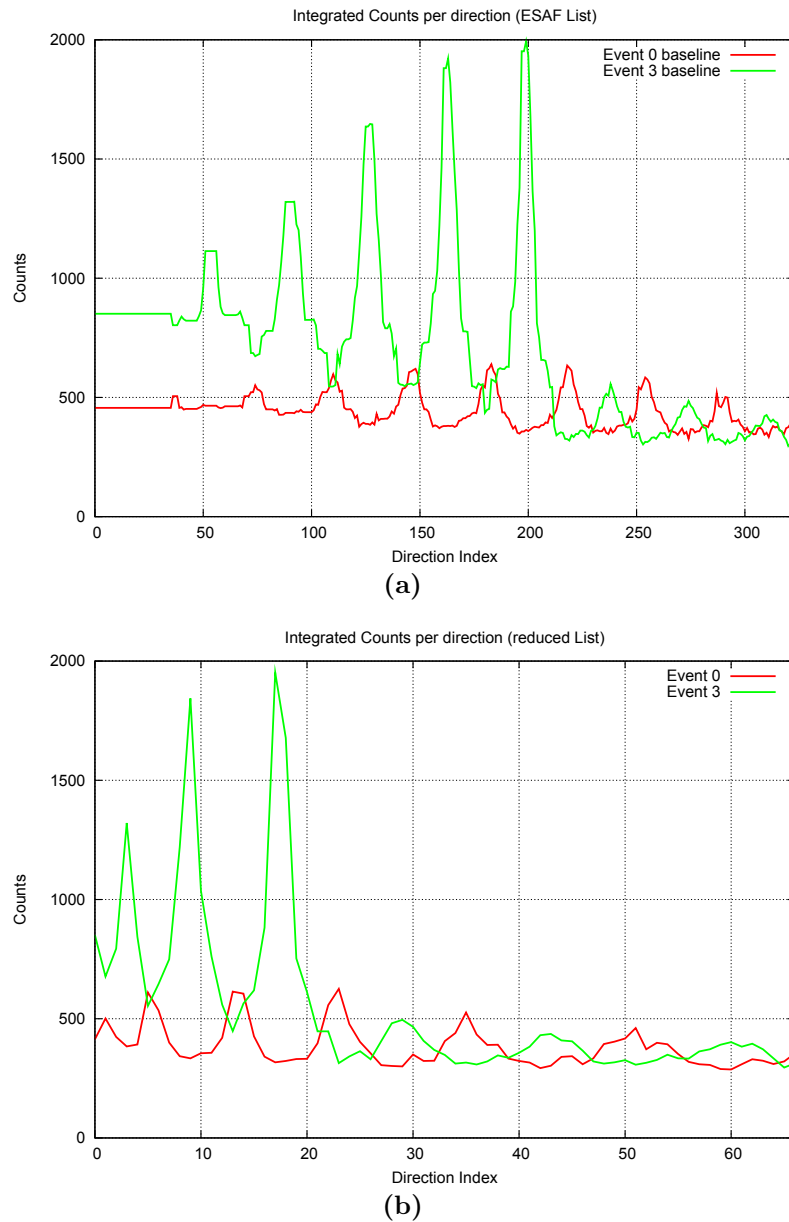 Integrated Counts per direction (ESAF List)
2000
1500
1000
500
0
Counts
Event 0 baseline
Event 3 baseline
0 50 100 150 200 250 300
Direction Index
(a)
Integrated Counts per direction (reduced List)
2000
1500
1000
500
0
Counts
Event 0
Event 3
0 10 20 30 40 50 60
Direction Index
(b)